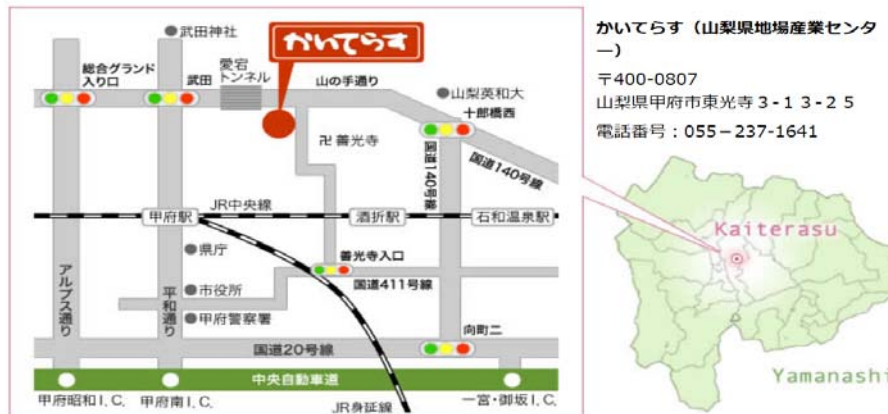 武田神社
かいてらす
総合グランド
入り口
武田
愛宕
トンネル
山の手通り
山梨英和大
十郎橋西
卍善光寺
国道140号線
国道140号線
JR中央線
甲府駅
酒折駅
石和温泉駅
県庁
善光寺入口
国道411号線
アルプス通り
平和通り
市役所
甲府警察署
向町二
国道20号線
中央自動車道
甲府昭和I.C.
甲府南I.C.
JR身延線
一宮・御坂I.C.
かいてらす（山梨県地場産業センタ
ー）
〒400-0807
山梨県甲府市東光寺３-１３-２５
電話番号：055－237-1641
Kaiterasu
Yamanashi